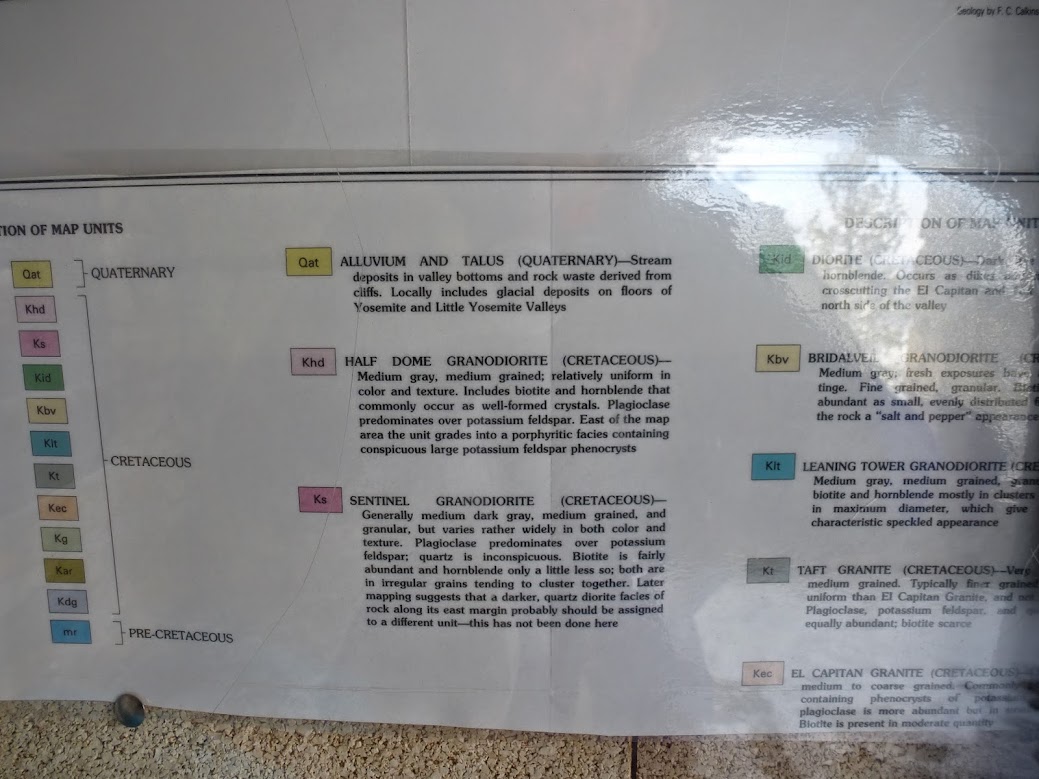 Geology by F. C. Calkins
TION OF MAP UNITS
Qat
QUATERNARY
Khd
Ks
Kid
Kbv
Klt
Kt
Kec
Kg
Kar
Kdg
CRETACEOUS
mr
PRE-CRETACEOUS
Qat
ALLUVIUM AND TALUS (QUATERNARY)—Stream
deposits in valley bottoms and rock waste derived from
cliffs. Locally includes glacial deposits on floors of
Yosemite and Little Yosemite Valleys
Khd
HALF DOME GRANODIORITE (CRETACEOUS)—
Medium gray, medium grained; relatively uniform in
color and texture. Includes biotite and hornblende that
commonly occur as well-formed crystals. Plagioclase
predominates over potassium feldspar. East of the map
area the unit grades into a porphyritic facies containing
conspicuous large potassium feldspar phenocrysts
Ks
SENTINEL GRANODIORITE (CRETACEOUS)—
Generally medium dark gray, medium grained, and
granular, but varies rather widely in both color and
texture. Plagioclase predominates over potassium
feldspar; quartz is inconspicuous. Biotite is fairly
abundant and hornblende only a little less so; both are
in irregular grains tending to cluster together. Later
mapping suggests that a darker, quartz diorite facies of
rock along its east margin probably should be assigned
to a different unit—this has not been done here
DESCRIPTION OF MAP UNIT
Kid
DIORITE (CRETACEOUS)—Dark
hornblende. Occurs as dikes
crosscutting the El Capitan and
north side of the valley
Kbv
BRIDALVEIL GRANODIORITE (CR
Medium gray; fresh exposures have
tinge. Fine grained, granular.
abundant as small, evenly distributed
the rock a "salt and pepper" appearance
Klt
LEANING TOWER GRANODIORITE (CRE
Medium gray, medium grained,
biotite and hornblende mostly in clusters
in maximum diameter, which give
characteristic speckled appearance
Kt
TAFT GRANITE (CRETACEOUS)—Very
medium grained. Typically finer grained
uniform than El Capitan Granite, and
Plagioclase, potassium feldspar, and
equally abundant; biotite scarce
Kec
EL CAPITAN GRANITE (CRETACEOUS)—
medium to coarse grained.
containing phenocrysts of
plagioclase is more abundant but in
Biotite is present in moderate quantity